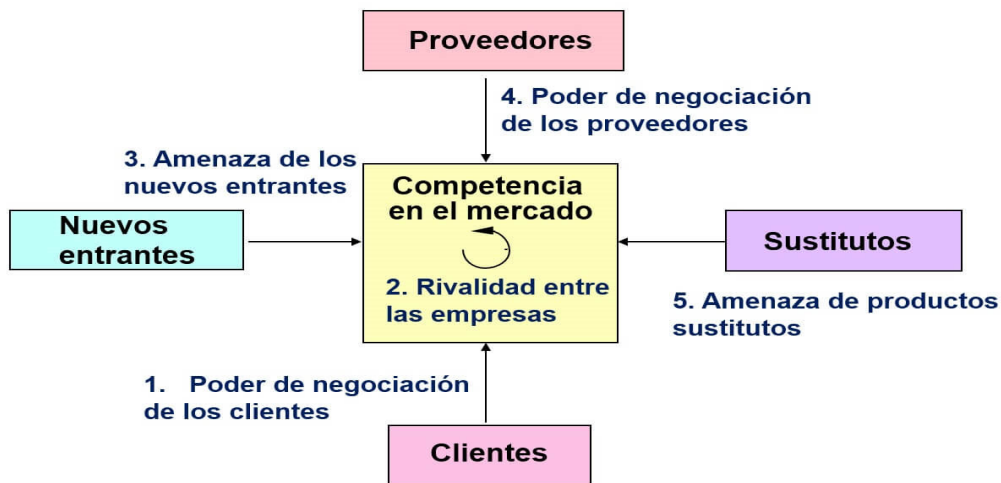 Proveedores
4. Poder de negociación
de los proveedores
3. Amenaza de los
nuevos entrantes
Nuevos
entrantes
Competencia
en el mercado
2. Rivalidad entre
las empresas
Sustitutos
5. Amenaza de productos
sustitutos
1. Poder de negociación
de los clientes
Clientes